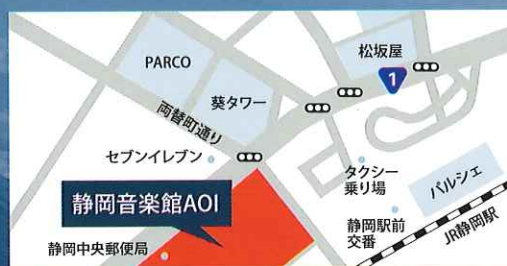 松坂屋
PARCO
1
葵タワー
両替町通り
セブンイレブン
タクシー
乗り場
パルシェ
静岡音楽館AOI
静岡駅前
交番
JR静岡駅
静岡中央郵便局